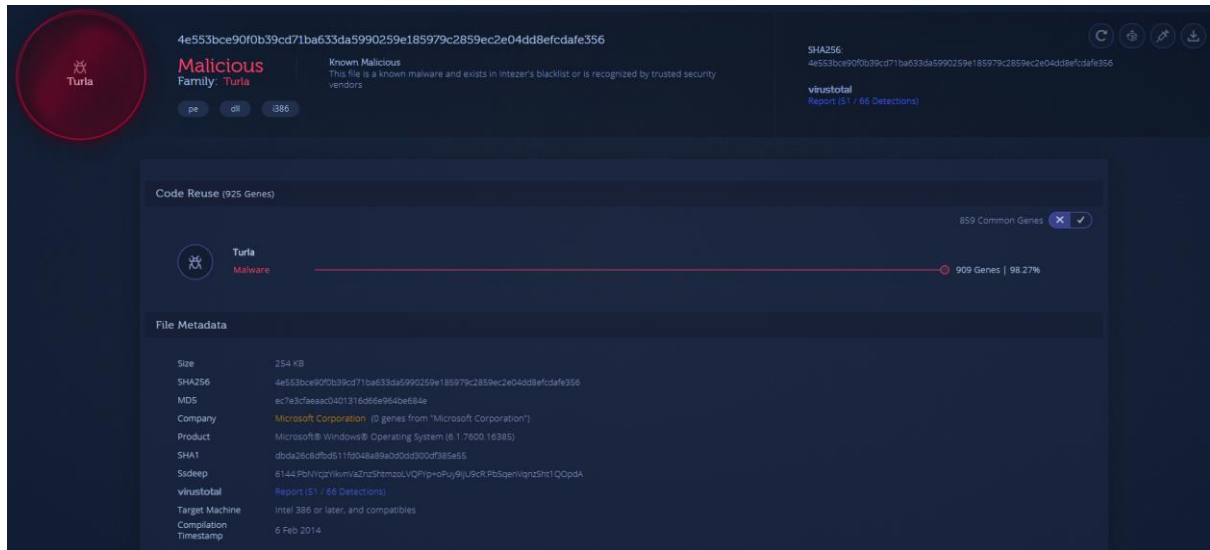 Turla
4e553bce90f0b39cd71ba633da5990259e185979c2859ec2e04dd8efcdafe356
Malicious
Family: Turla
pe dll i386
Known Malicious
This file is a known malware and exists in Intezer's blacklist or is recognized by trusted security
vendors
SHA256:
4e553bce90f0b39cd71ba633da5990259e185979c2859ec2e04dd8efcdafe356
virustotal
Report (51 / 66 Detections)
Code Reuse (925 Genes)
859 Common Genes
Turla
Malware
909 Genes | 98.27%
File Metadata
Size 254 KB
SHA256 4e553bce90f0b39cd71ba633da5990259e185979c2859ec2e04dd8efcdafe356
MD5 ec7e3cfaeaac0401316d66e964be684e
Company Microsoft Corporation (0 genes from "Microsoft Corporation")
Product Microsoft® Windows® Operating System (6.1.7600.16385)
SHA1 dbda26c8dfbd511fd048a89a0d0dd300df385e55
Ssdeep
virustotal Report (51 / 66 Detections)
Target Machine Intel 386 or later, and compatibles
Compilation
Timestamp 6 Feb 2014